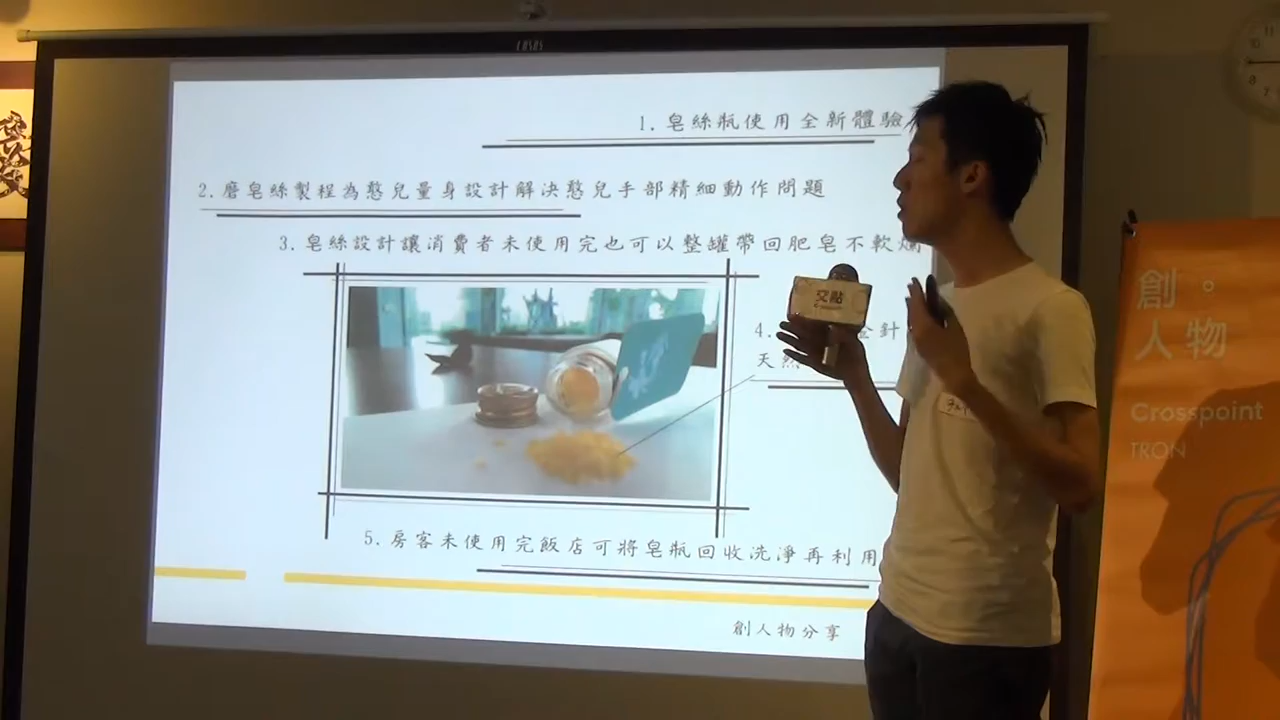 1. 皂絲瓶使用全新體驗
2. 磨皂絲製程為憨兒量身設計解決憨兒手部精細動作問題
3. 皂絲設計讓消費者未使用完也可以整罐帶回肥皂不軟爛
4. 金針
天然
5. 房客未使用完飯店可將皂瓶回收洗淨再利用
創人物分享
交點
創。
人物
Crosspoint
TRON